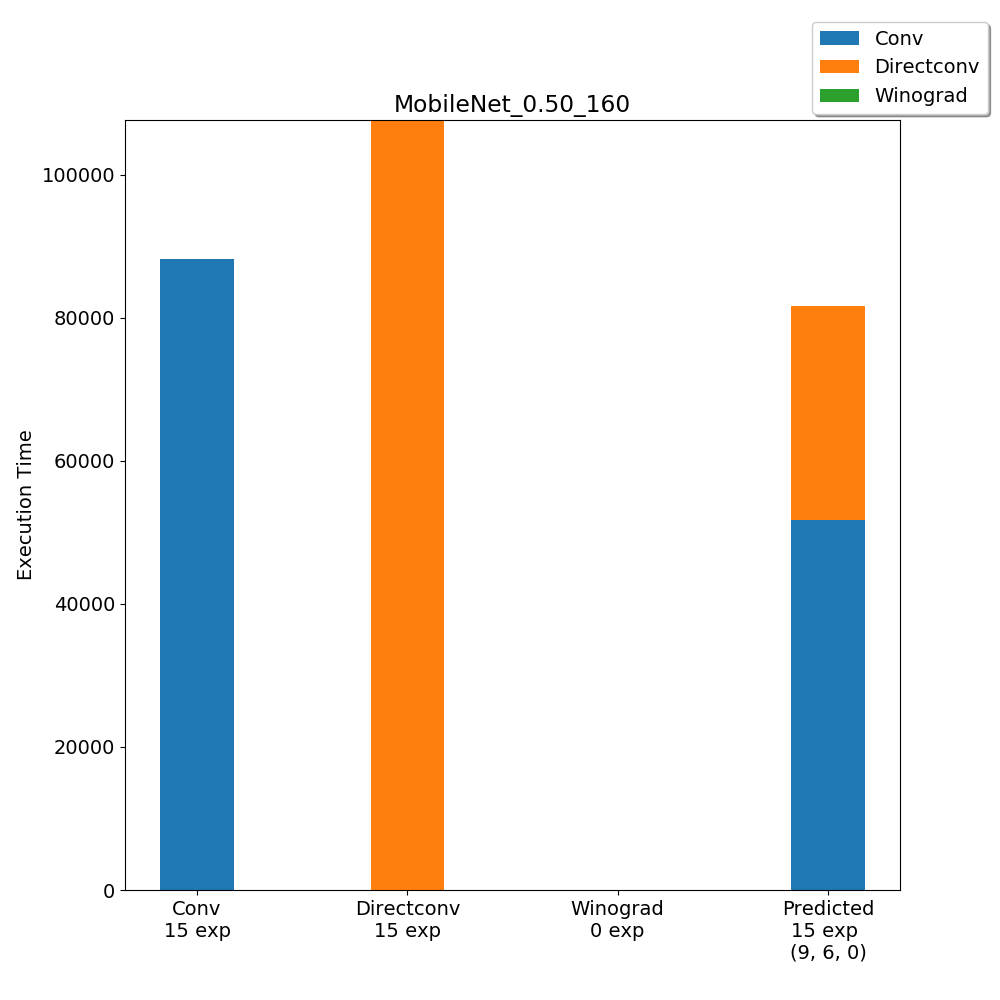 Conv
Directconv
Winograd
MobileNet_0.50_160
100000
80000
60000
40000
20000
0
Execution Time
Conv
15 exp
Directconv
15 exp
Winograd
0 exp
Predicted
15 exp
(9, 6, 0)